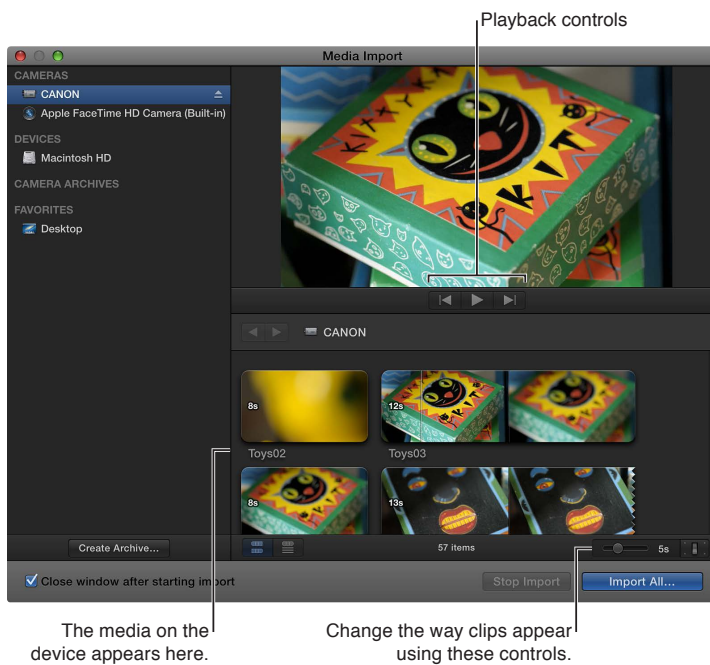 Playback controls
Media Import
CAMERAS
CANON
Apple FaceTime HD Camera (Built-in)
DEVICES
Macintosh HD
CAMERA ARCHIVES
FAVORITES
Desktop
KITTY
KIT
CANON
8s
12s
Toys02
Toys03
8s
13s
Create Archive...
57 items
5s
Close window after starting import
Stop Import
Import All...
The media on the
device appears here.
Change the way clips appear
using these controls.